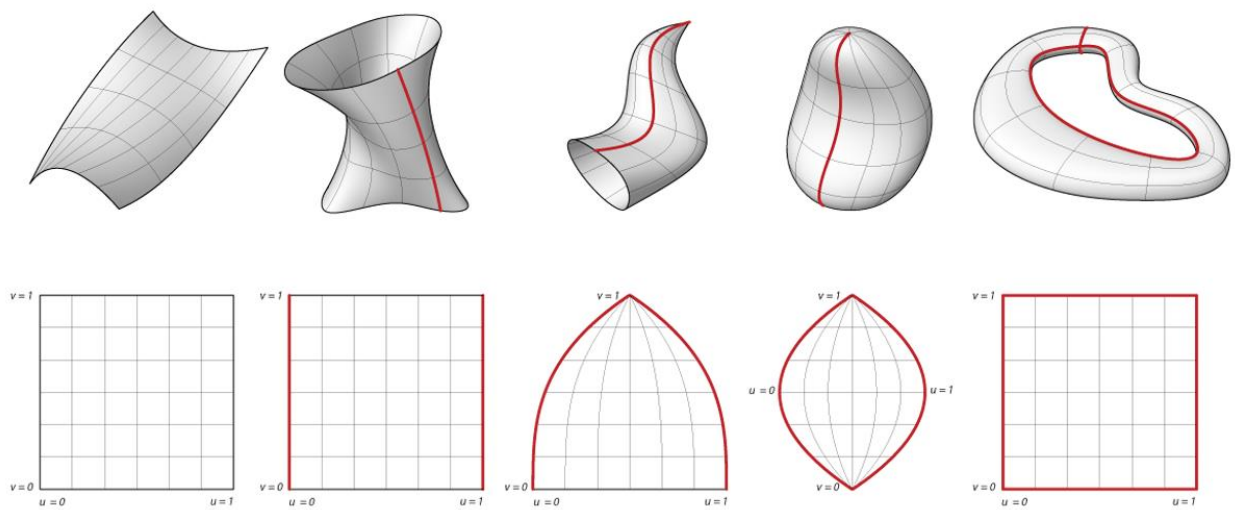 v = 1
v = 0
u = 0
u = 1
v = 1
v = 0
u = 0
u = 1
v = 1
v = 0
u = 0
u = 1
v = 1
u = 0
u = 1
v = 0
v = 1
v = 0
u = 0
u = 1